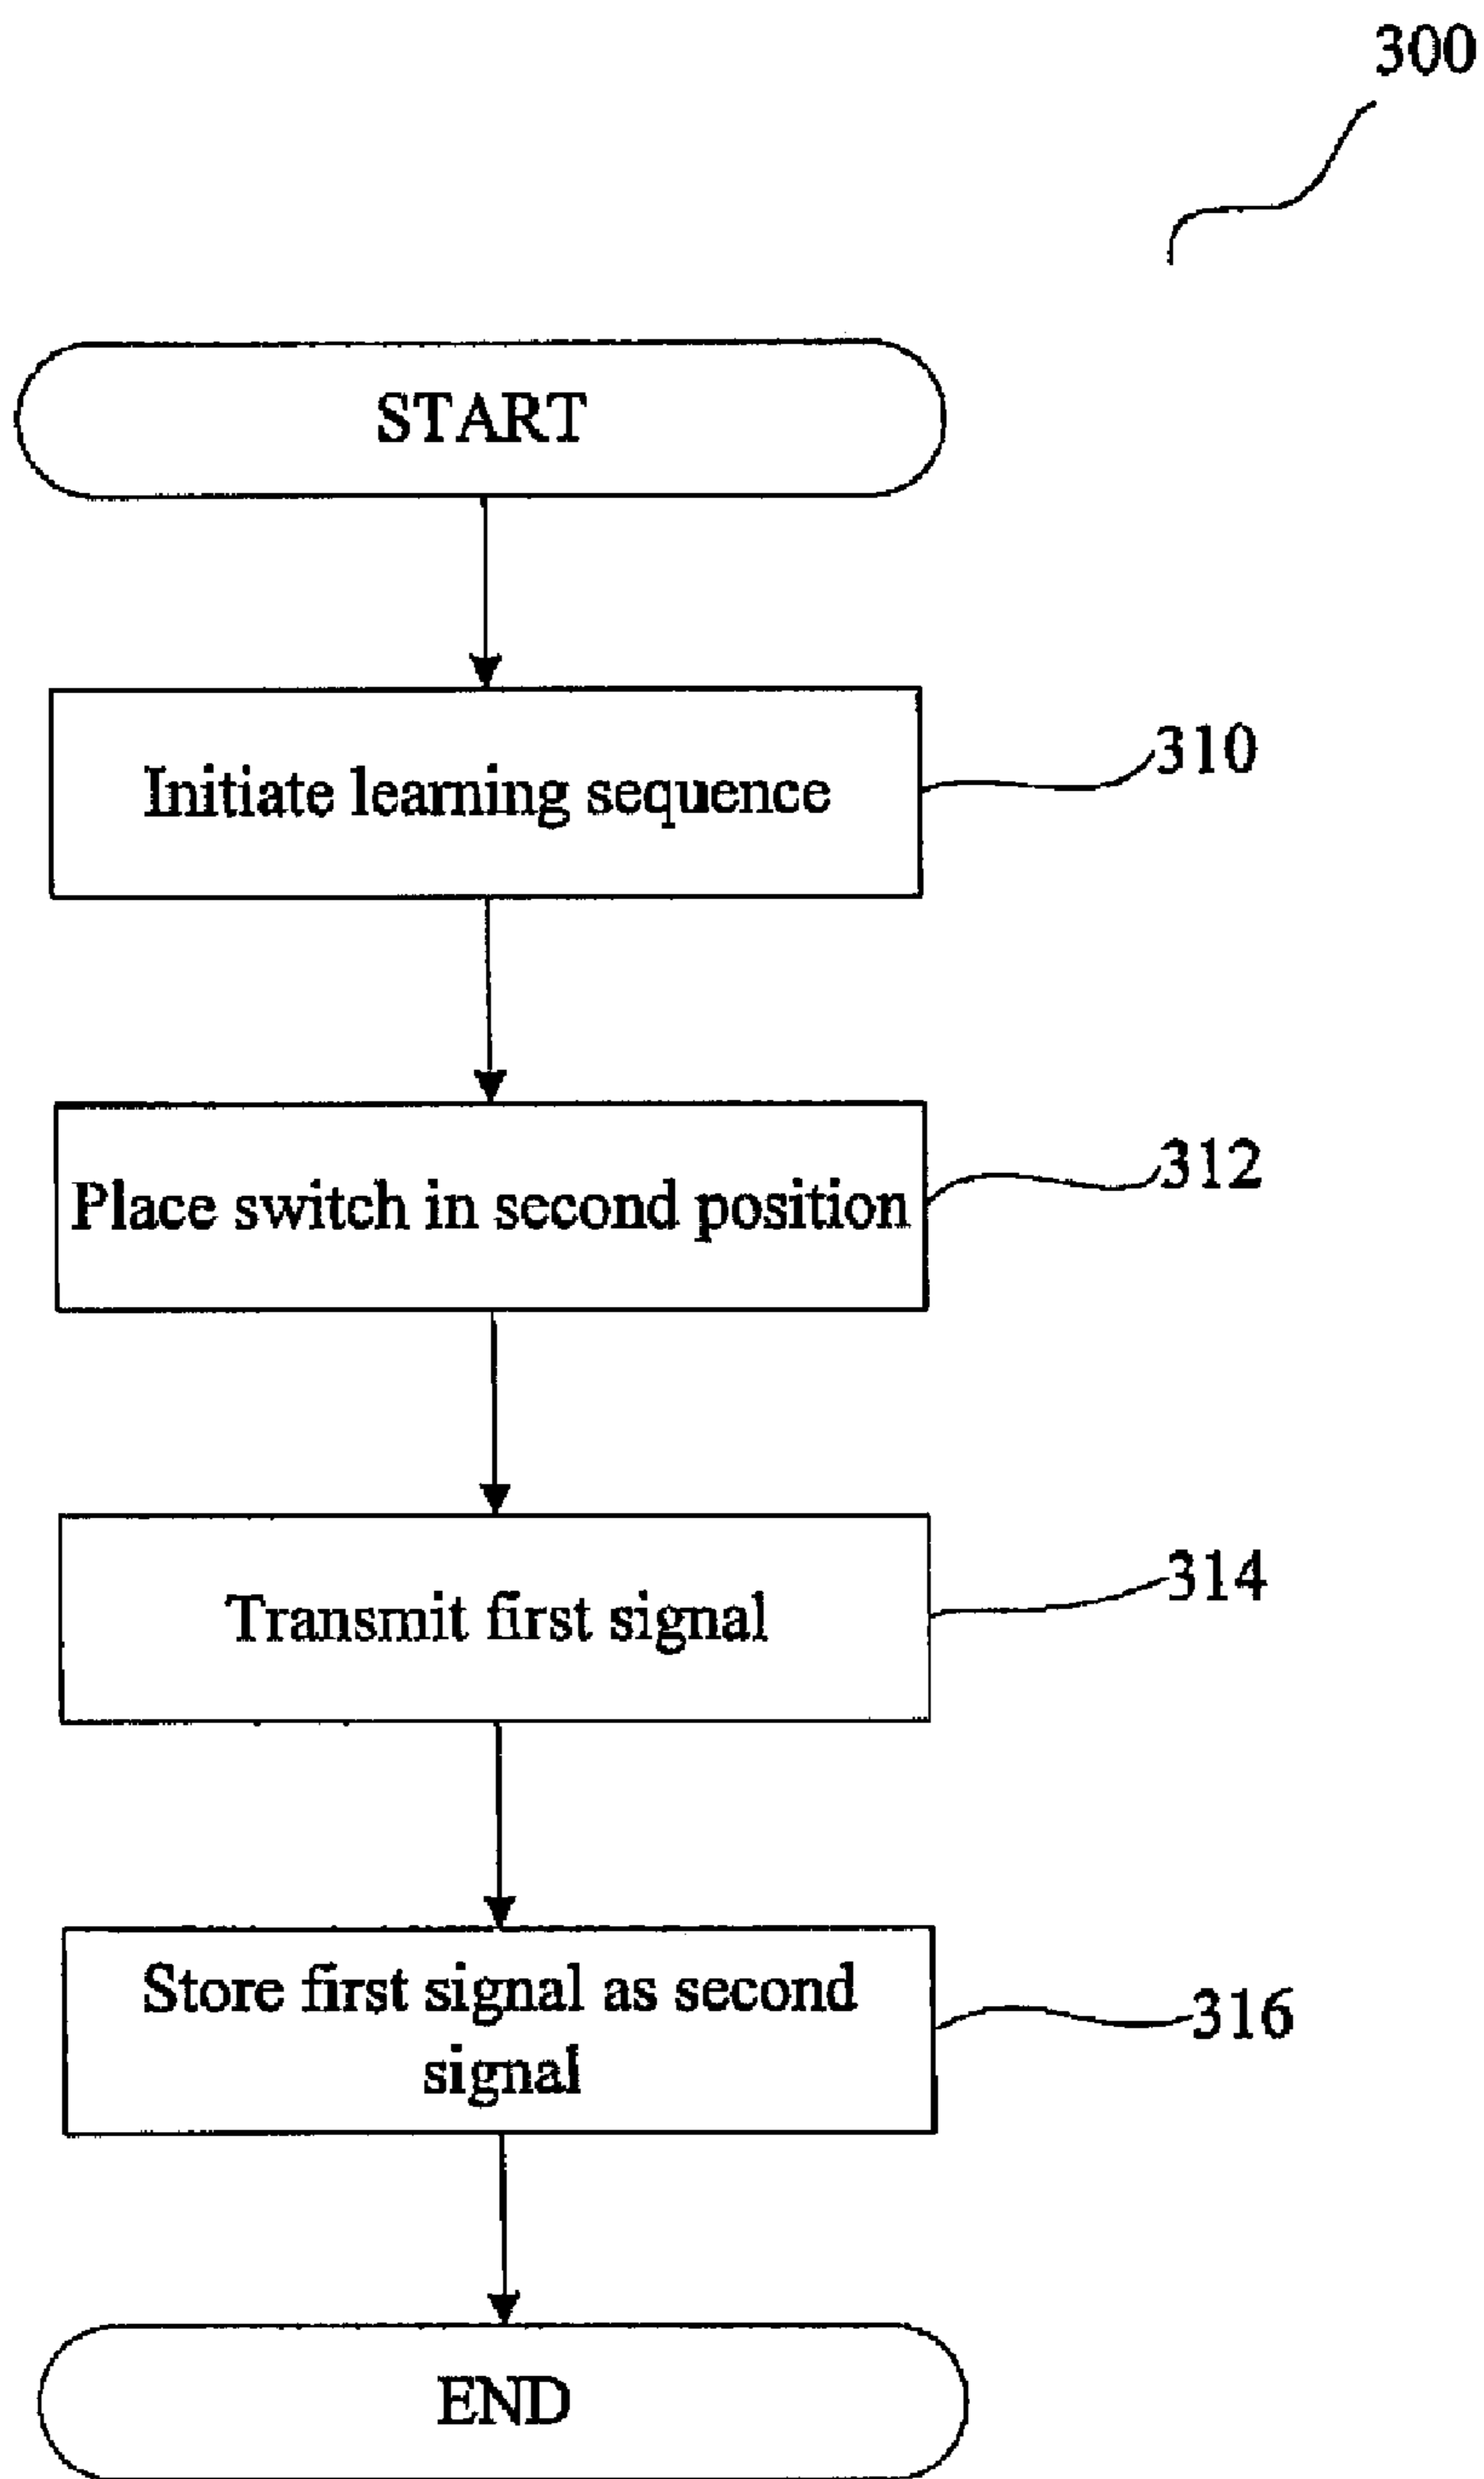 300
START
Initiate learning sequence
310
Place switch in second position
312
Transmit first signal
314
Store first signal as second
signal
316
END